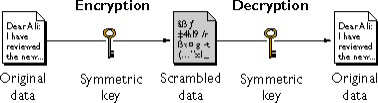 Encryption
Decryption
Dear Ali:
I have
reviewed
the new...
Original
data
Symmetric
key
Scrambled
data
Symmetric
key
Dear Ali:
I have
reviewed
the new...
Original
data